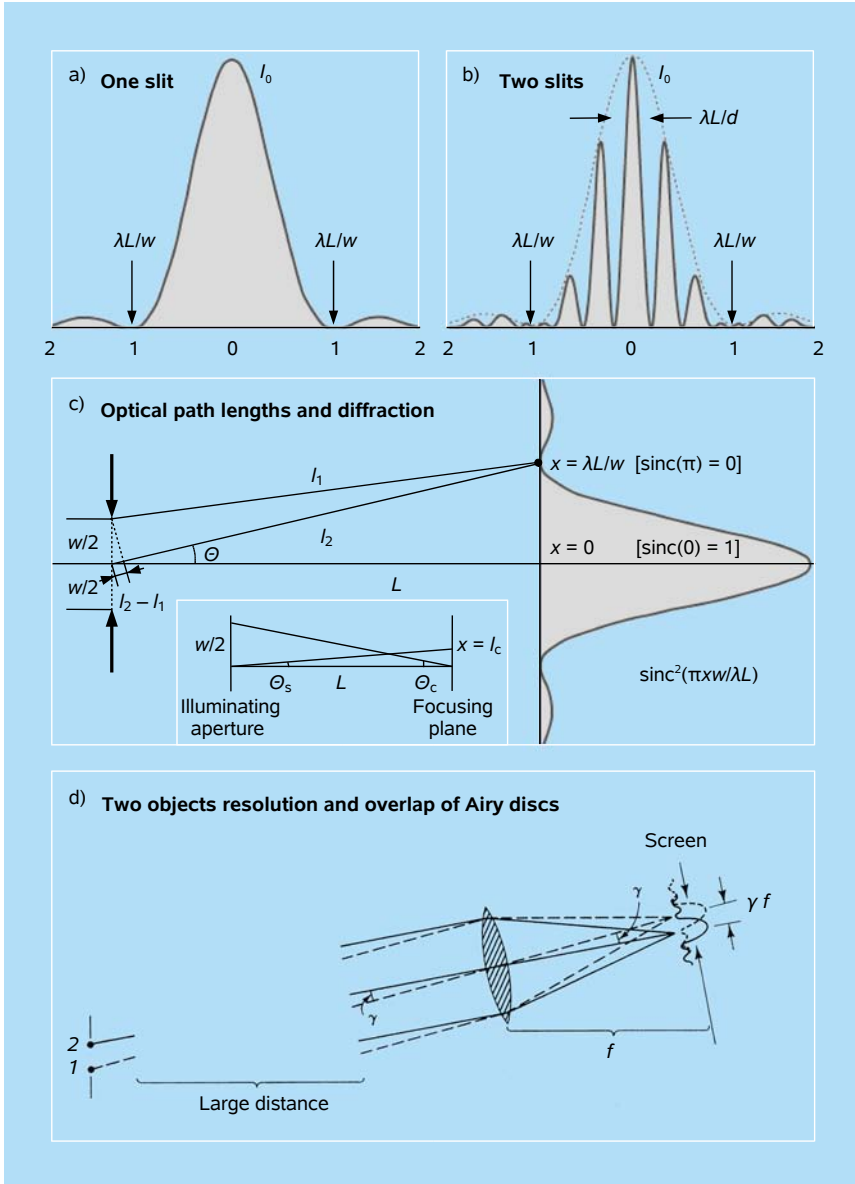 a) One slit
I₀
λL/w
λL/w
2 1 0 1 2
b) Two slits
I₀
λL/d
λL/w
λL/w
2 1 0 1 2
c) Optical path lengths and diffraction
l₁
x = λL/w [sinc(π) = 0]
w/2
Θ
l₂
x = 0 [sinc(0) = 1]
w/2
L
l₂ – l₁
w/2
x = l꜀
Θₛ
L
Θ꜀
sinc²(πxw/λL)
Illuminating
aperture
Focusing
plane
d) Two objects resolution and overlap of Airy discs
Screen
γ
γ f
γ
2
1
f
Large distance